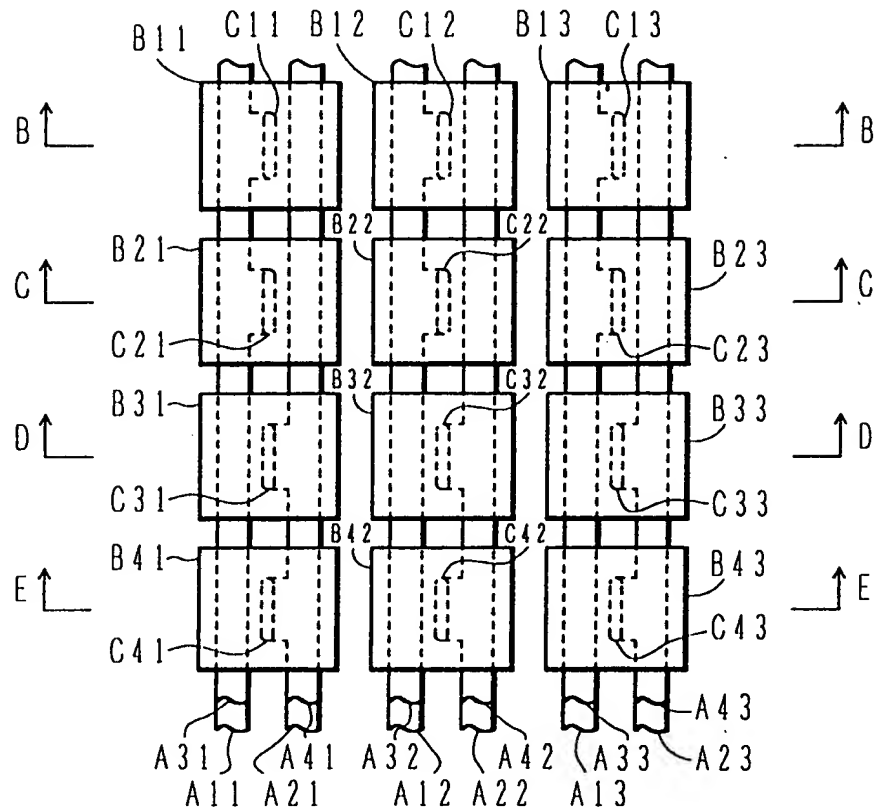 B11 C11 B12 C12 B13 C13
B B
B21 B22 C22 B23
C C
C21 C23
B31 B32 C32 B33
D D
C31 C33
B41 B42 C42 B43
E E
C41 C43
A31 A41 A32 A42 A33 A43
A11 A21 A12 A22 A13 A23